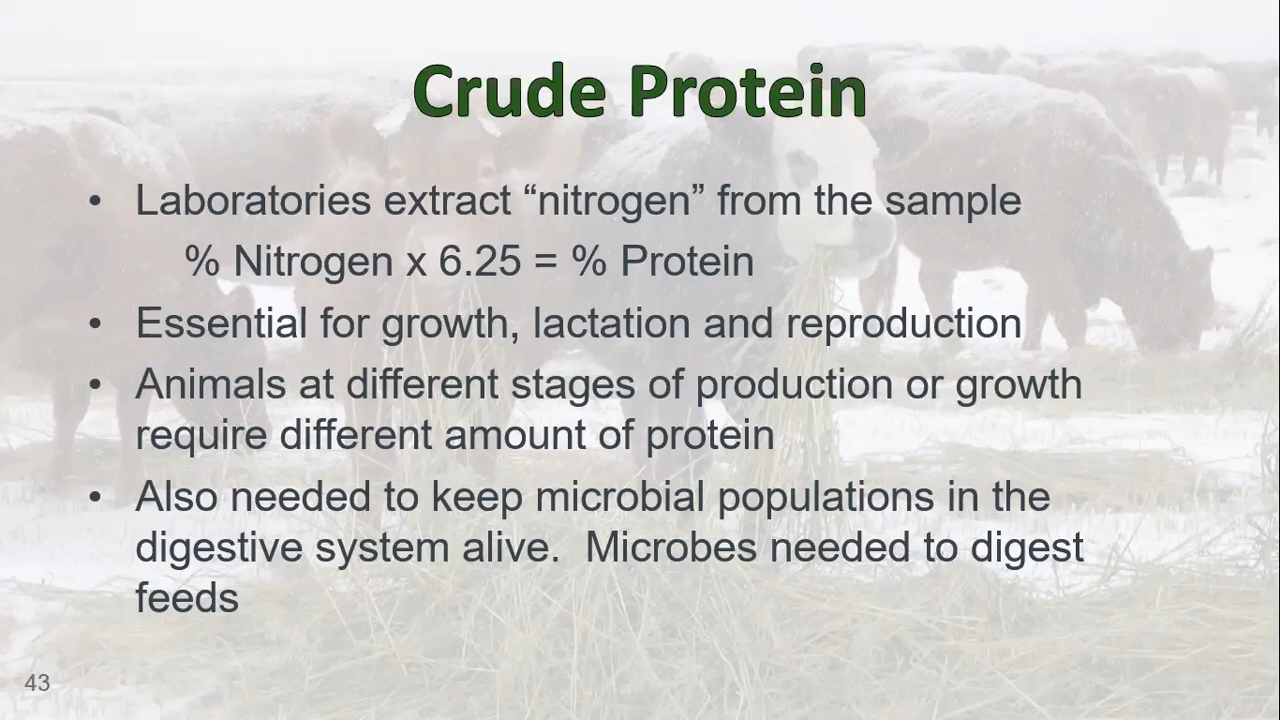 Crude Protein
• Laboratories extract “nitrogen” from the sample
% Nitrogen x 6.25 = % Protein
• Essential for growth, lactation and reproduction
• Animals at different stages of production or growth
require different amount of protein
• Also needed to keep microbial populations in the
digestive system alive.  Microbes needed to digest
feeds
43